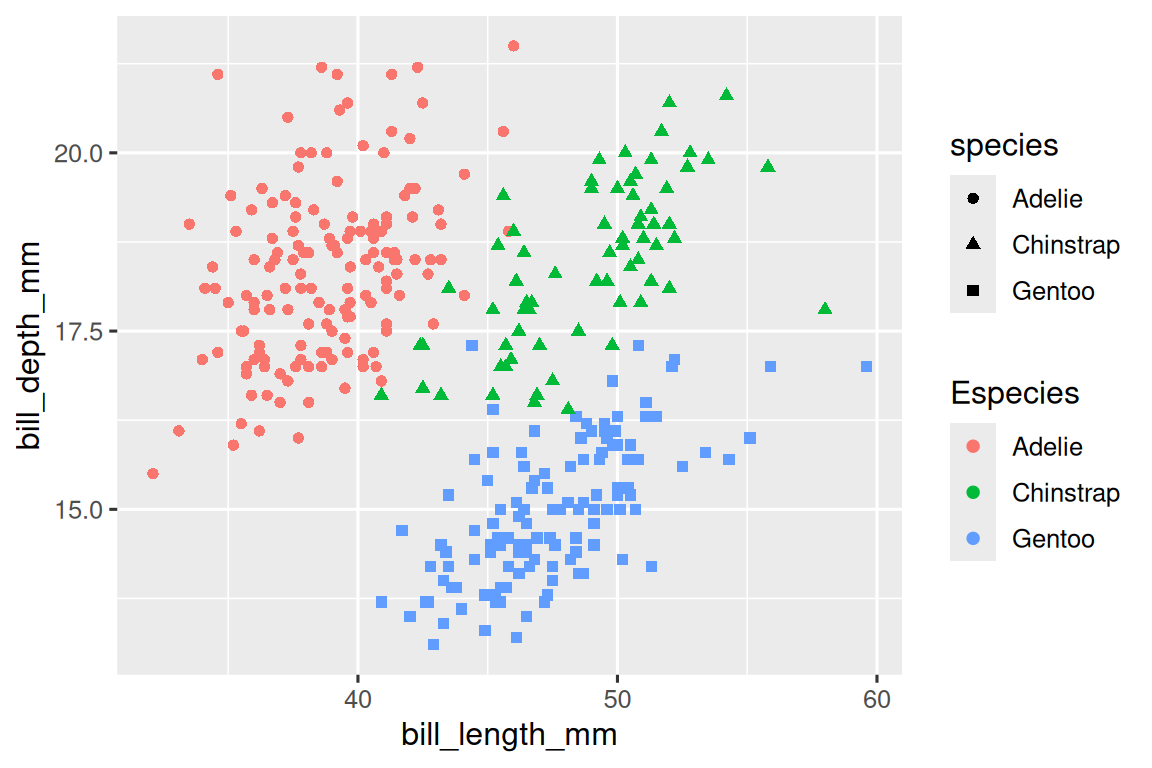 20.0
17.5
15.0
bill_depth_mm
40
50
60
bill_length_mm
species
Adelie
Chinstrap
Gentoo
Especies
Adelie
Chinstrap
Gentoo